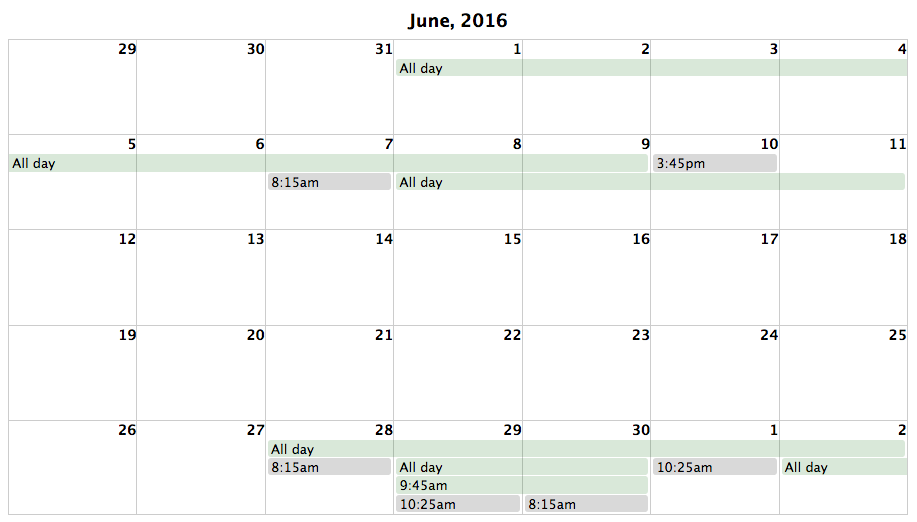 June, 2016
29 30 31 1 2 3 4
All day
5 6 7 8 9 10 11
All day 3:45pm
8:15am All day
12 13 14 15 16 17 18
19 20 21 22 23 24 25
26 27 28 29 30 1 2
All day
8:15am All day 10:25am All day
9:45am
10:25am 8:15am